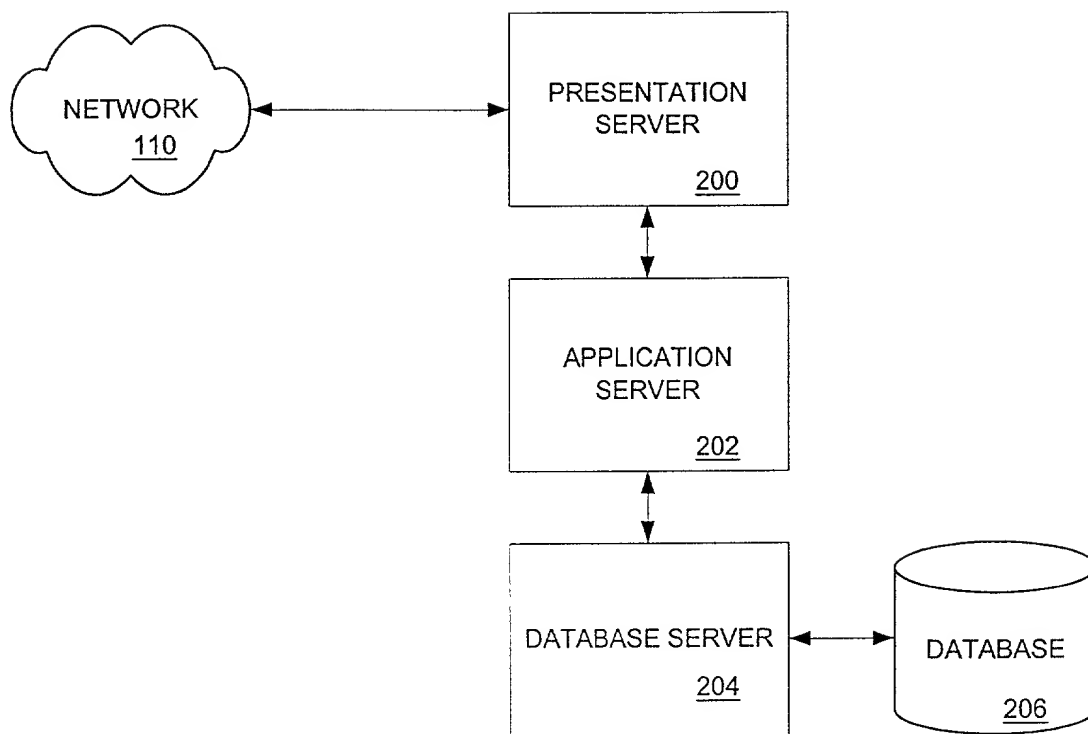 NETWORK
110
PRESENTATION
SERVER
200
APPLICATION
SERVER
202
DATABASE SERVER
204
DATABASE
206